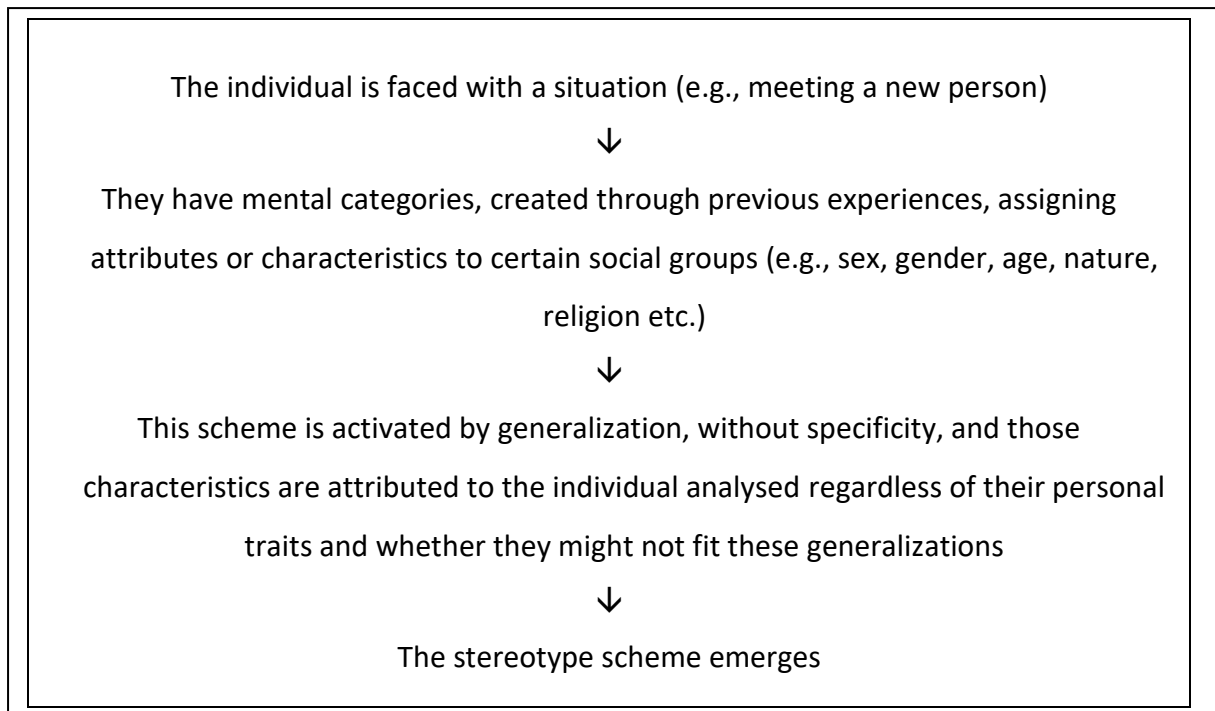 The individual is faced with a situation (e.g., meeting a new person)
↓
They have mental categories, created through previous experiences, assigning
attributes or characteristics to certain social groups (e.g., sex, gender, age, nature,
religion etc.)
↓
This scheme is activated by generalization, without specificity, and those
characteristics are attributed to the individual analysed regardless of their personal
traits and whether they might not fit these generalizations
↓
The stereotype scheme emerges